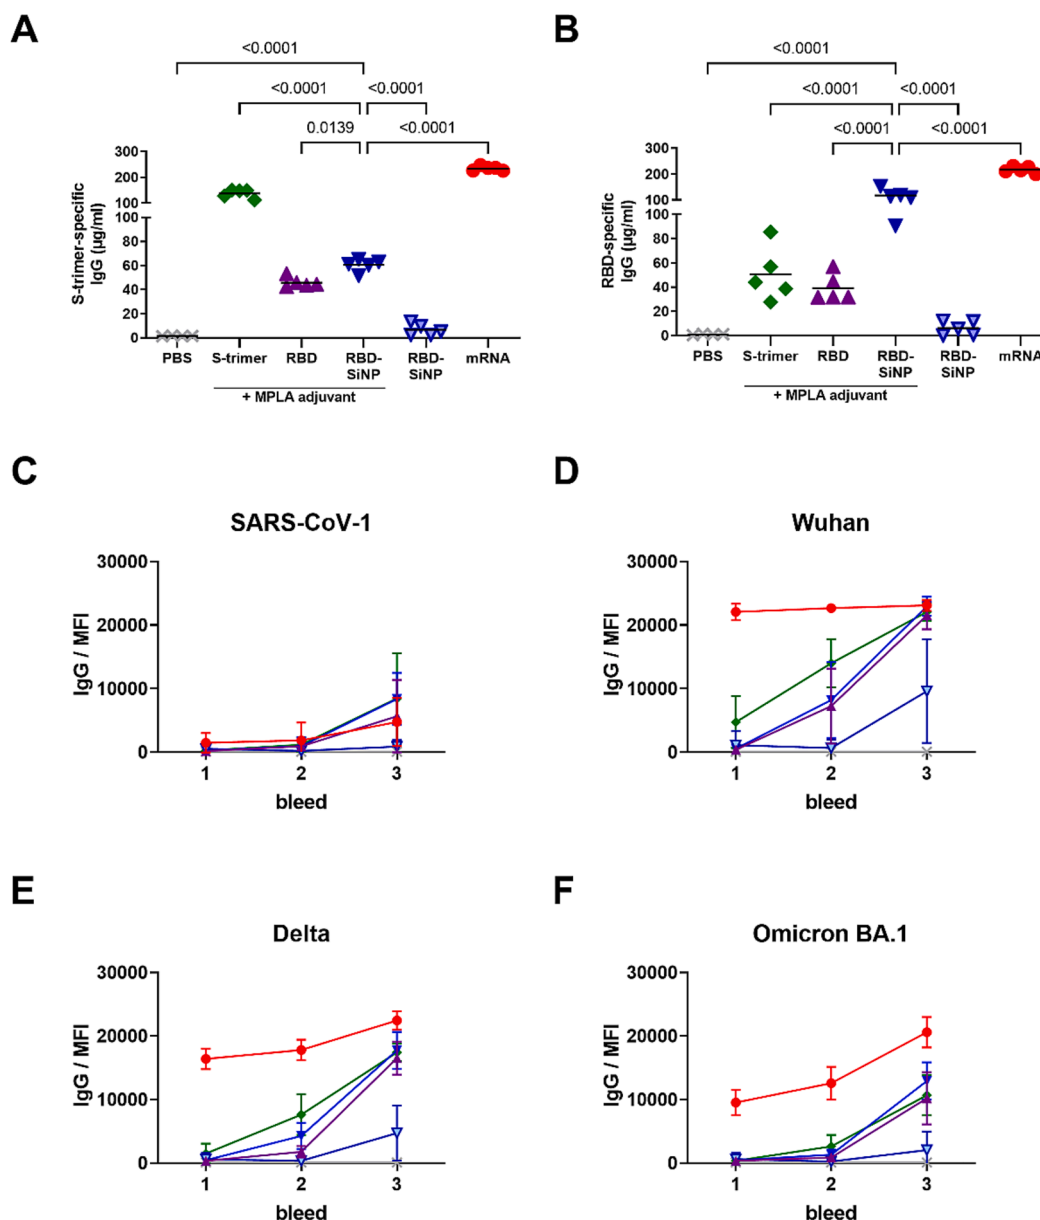 A
<0.0001
<0.0001 <0.0001
0.0139 <0.0001
S-trimer-specific
IgG (µg/ml)
300
200
100
100
80
60
40
20
0
PBS S-trimer RBD RBD-SiNP RBD-SiNP mRNA
+ MPLA adjuvant
B
<0.0001
<0.0001 <0.0001
<0.0001 <0.0001
RBD-specific
IgG (µg/ml)
300
200
100
100
80
60
40
20
0
PBS S-trimer RBD RBD-SiNP RBD-SiNP mRNA
+ MPLA adjuvant
C
SARS-CoV-1
IgG / MFI
30000
20000
10000
0
1 2 3
bleed
D
Wuhan
IgG / MFI
30000
20000
10000
0
1 2 3
bleed
E
Delta
IgG / MFI
30000
20000
10000
0
1 2 3
bleed
F
Omicron BA.1
IgG / MFI
30000
20000
10000
0
1 2 3
bleed